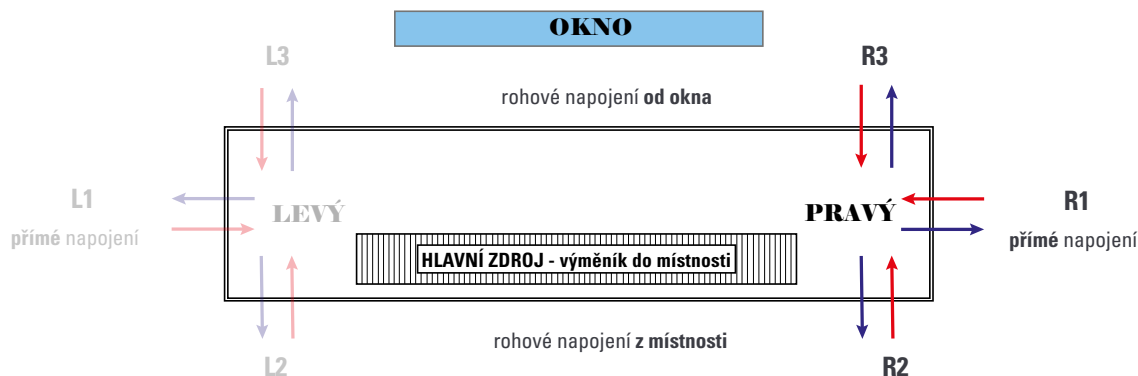 OKNO
L3
R3
rohové napojení od okna
L1
LEVÝ
PRAVÝ
R1
přímé napojení
přímé napojení
HLAVNÍ ZDROJ - výměník do místnosti
rohové napojení z místnosti
L2
R2